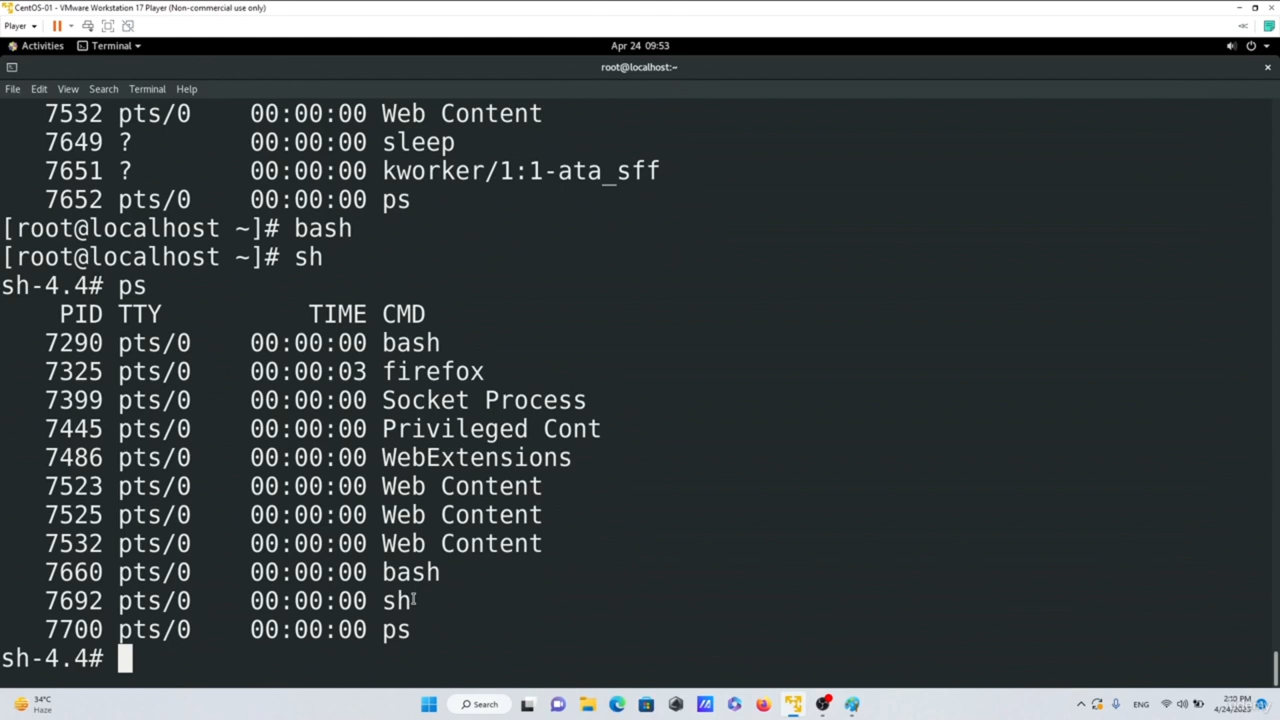 CentOS-01 - VMware Workstation 17 Player (Non-commercial use only)
Player
Activities Terminal Apr 24 09:53
root@localhost:~
File Edit View Search Terminal Help
7532 pts/0 00:00:00 Web Content
7649 ? 00:00:00 sleep
7651 ? 00:00:00 kworker/1:1-ata_sff
7652 pts/0 00:00:00 ps
[root@localhost ~]# bash
[root@localhost ~]# sh
sh-4.4# ps
PID TTY TIME CMD
7290 pts/0 00:00:00 bash
7325 pts/0 00:00:03 firefox
7399 pts/0 00:00:00 Socket Process
7445 pts/0 00:00:00 Privileged Cont
7486 pts/0 00:00:00 WebExtensions
7523 pts/0 00:00:00 Web Content
7525 pts/0 00:00:00 Web Content
7532 pts/0 00:00:00 Web Content
7660 pts/0 00:00:00 bash
7692 pts/0 00:00:00 sh
7700 pts/0 00:00:00 ps
sh-4.4#
34°C
Haze
Search
ENG
4/24/2023